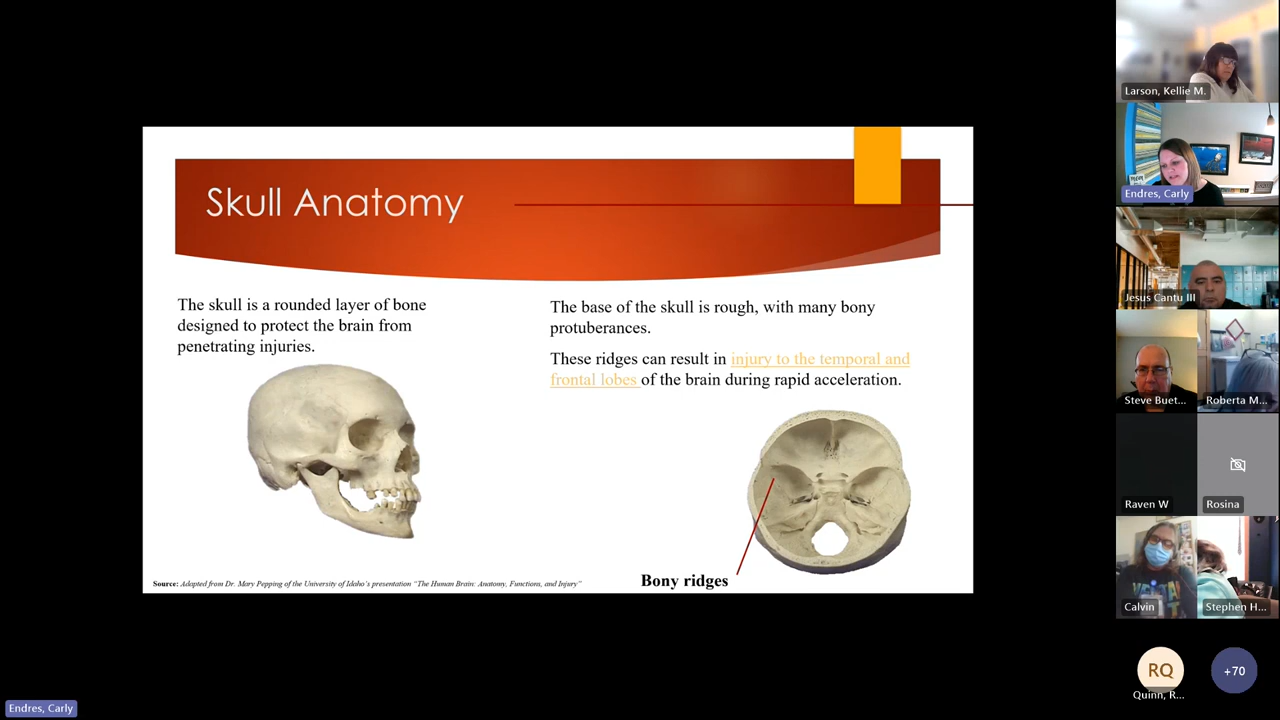 Skull Anatomy
The skull is a rounded layer of bone
designed to protect the brain from
penetrating injuries.
The base of the skull is rough, with many bony
protuberances.
These ridges can result in injury to the temporal and
frontal lobes of the brain during rapid acceleration.
Bony ridges
Source: Adapted from Dr. Mary Pepping of the University of Idaho's presentation "The Human Brain: Anatomy, Functions, and Injury"
Larson, Kellie M.
Endres, Carly
Jesus Cantu III
Steve Buet...
Roberta M...
Raven W
Rosina
Calvin
Stephen H...
RQ
+70
Quinn, R...
Endres, Carly